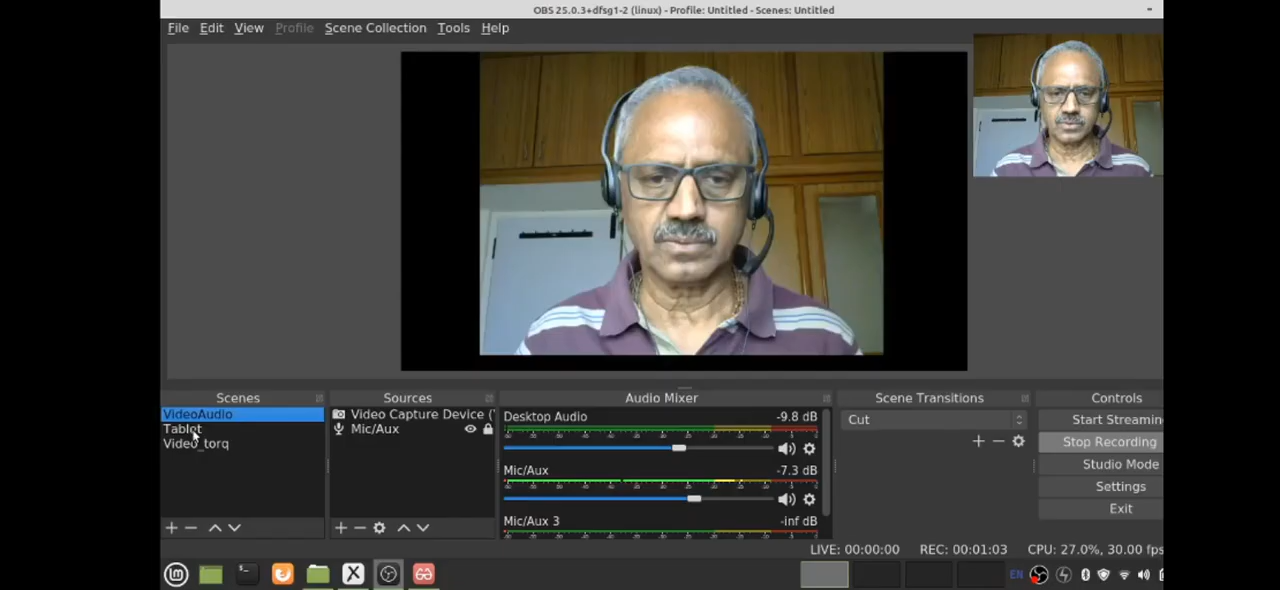 OBS 25.0.3+dfsg1-2 (linux) - Profile: Untitled - Scenes: Untitled
File Edit View Profile Scene Collection Tools Help
Scenes Sources Audio Mixer Scene Transitions Controls
VideoAudio
Tablet
Video_torq
Video Capture Device (
Mic/Aux
Desktop Audio -9.8 dB
Mic/Aux -7.3 dB
Mic/Aux 3 -inf dB
Cut
Start Streamin
Stop Recording
Studio Mode
Settings
Exit
LIVE: 00:00:00 REC: 00:01:03 CPU: 27.0%, 30.00 fps
EN